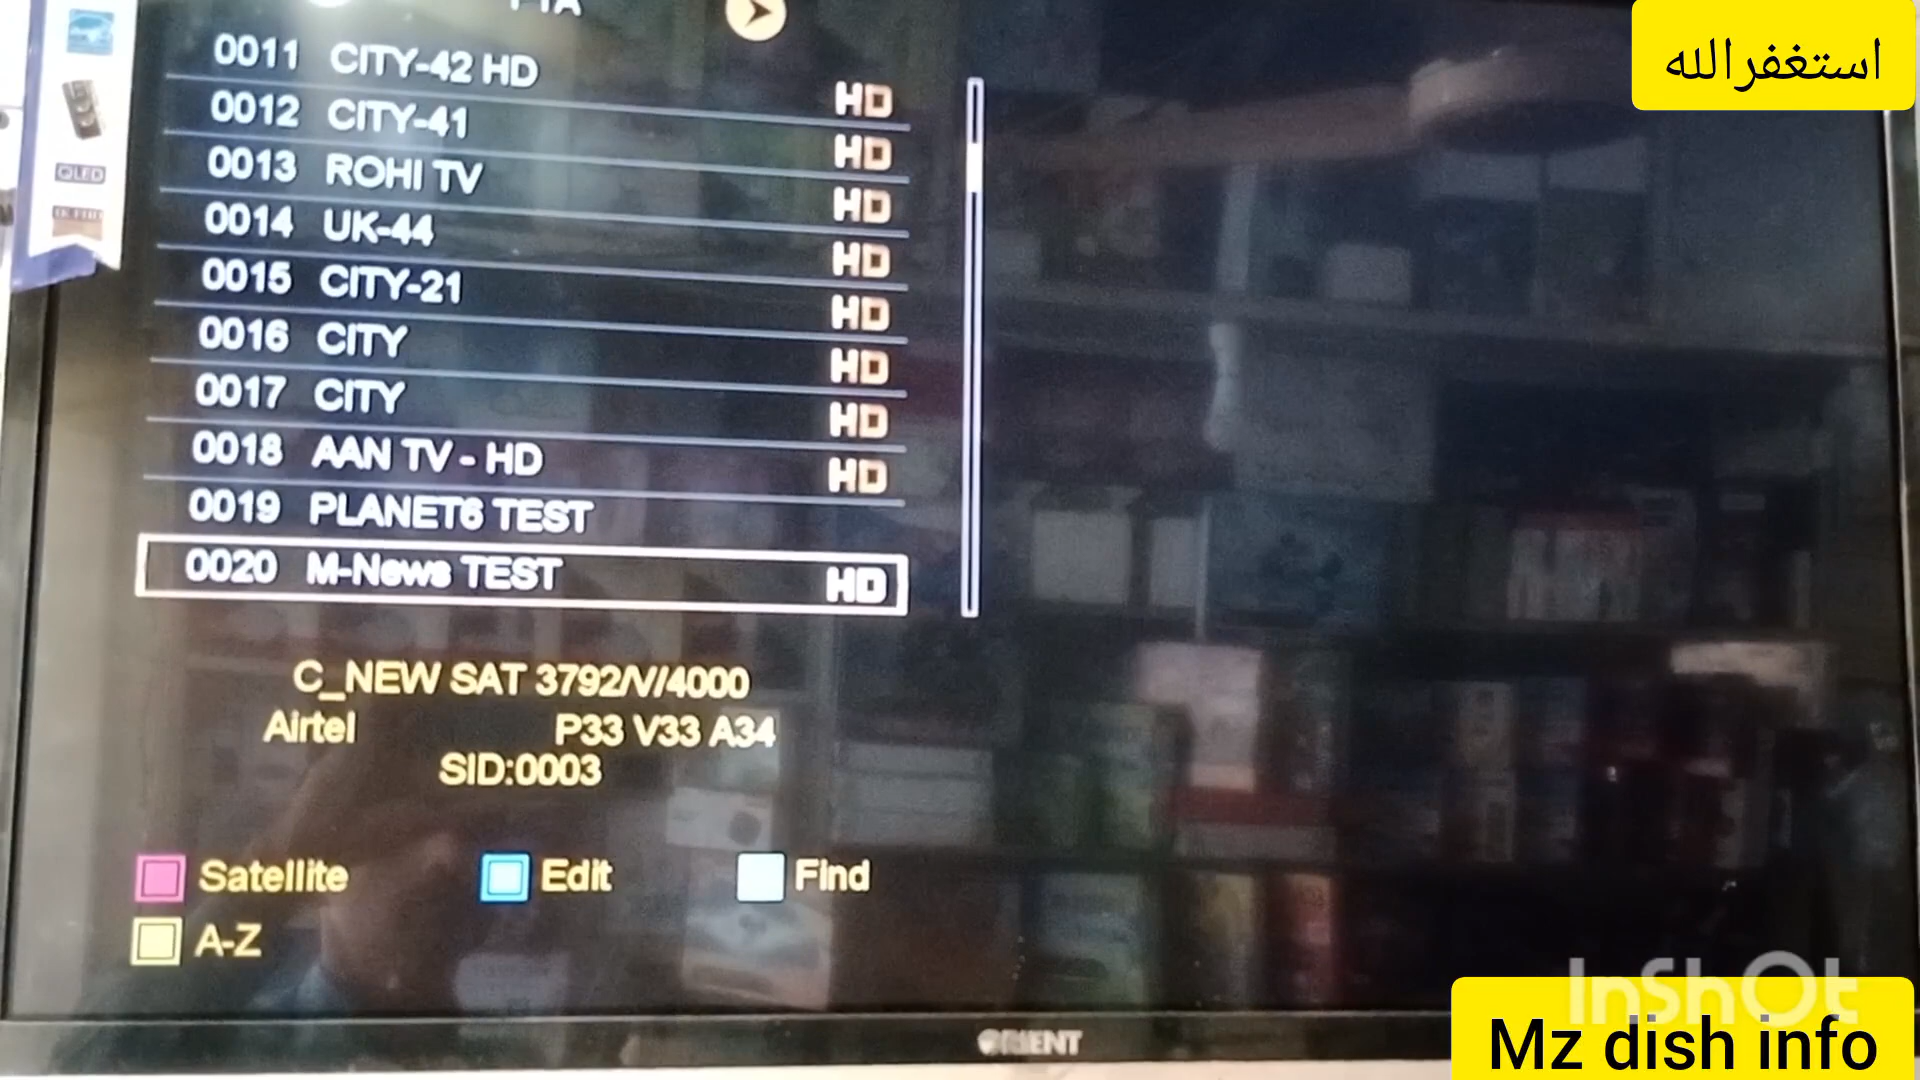 استغفرالله
0011 CITY-42 HD HD
0012 CITY-41 HD
0013 ROHI TV HD
0014 UK-44 HD
0015 CITY-21 HD
0016 CITY HD
0017 CITY HD
0018 AAN TV - HD HD
0019 PLANET6 TEST
0020 M-News TEST HD
C_NEW SAT 3792/V/4000
Airtel P33 V33 A34
SID:0003
Satellite Edit Find
A-Z
QLED
ORIENT
InShOt
Mz dish info